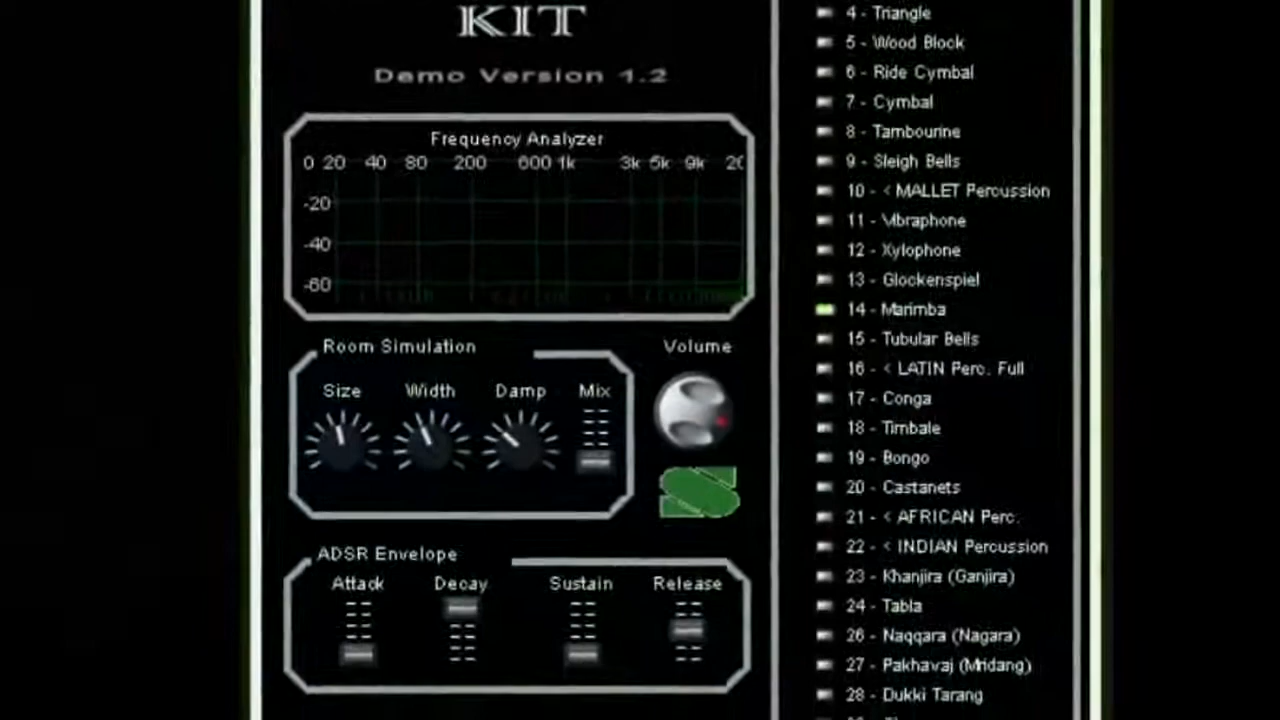 KIT
Demo Version 1.2
Frequency Analyzer
0 20 40 80 200 600 1k 3k 5k 9k
-20
-40
-60
Room Simulation
Size Width Damp Mix
Volume
ADSR Envelope
Attack Decay Sustain Release
4 - Triangle
5 - Wood Block
6 - Ride Cymbal
7 - Cymbal
8 - Tambourine
9 - Sleigh Bells
10 - < MALLET Percussion
11 - Vibraphone
12 - Xylophone
13 - Glockenspiel
14 - Marimba
15 - Tubular Bells
16 - < LATIN Perc. Full
17 - Conga
18 - Timbale
19 - Bongo
20 - Castanets
21 - < AFRICAN Perc.
22 - < INDIAN Percussion
23 - Khanjira (Ganjira)
24 - Tabla
26 - Naqqara (Nagara)
27 - Pakhavaj (Mridang)
28 - Dukki Tarang